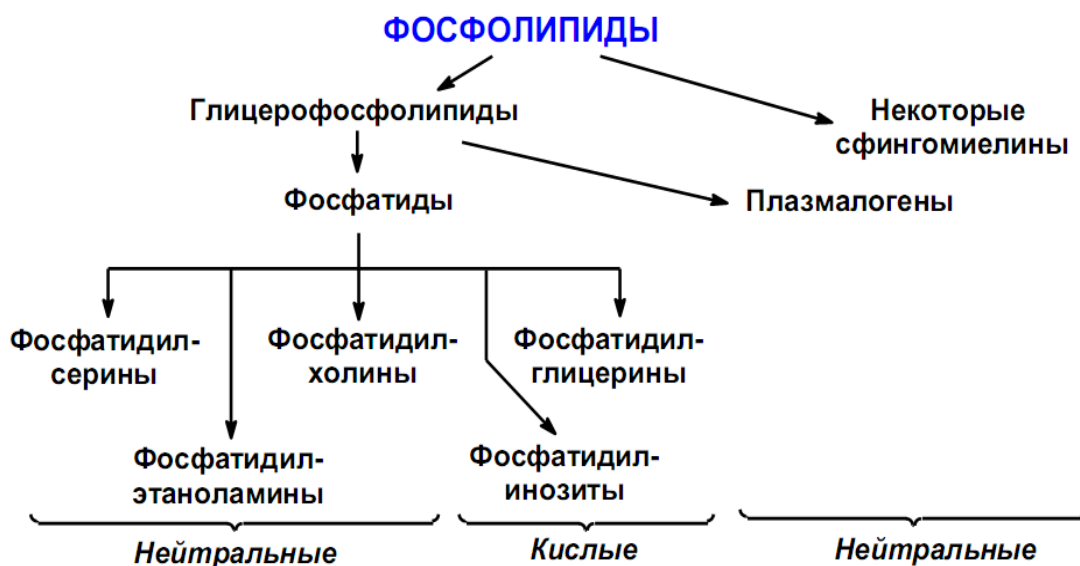 ФОСФОЛИПИДЫ
Глицерофосфолипиды
Некоторые
сфингомиелины
Фосфатиды
Плазмалогены
Фосфатидил-
серины
Фосфатидил-
холины
Фосфатидил-
глицерины
Фосфатидил-
этаноламины
Фосфатидил-
инозиты
Нейтральные
Кислые
Нейтральные